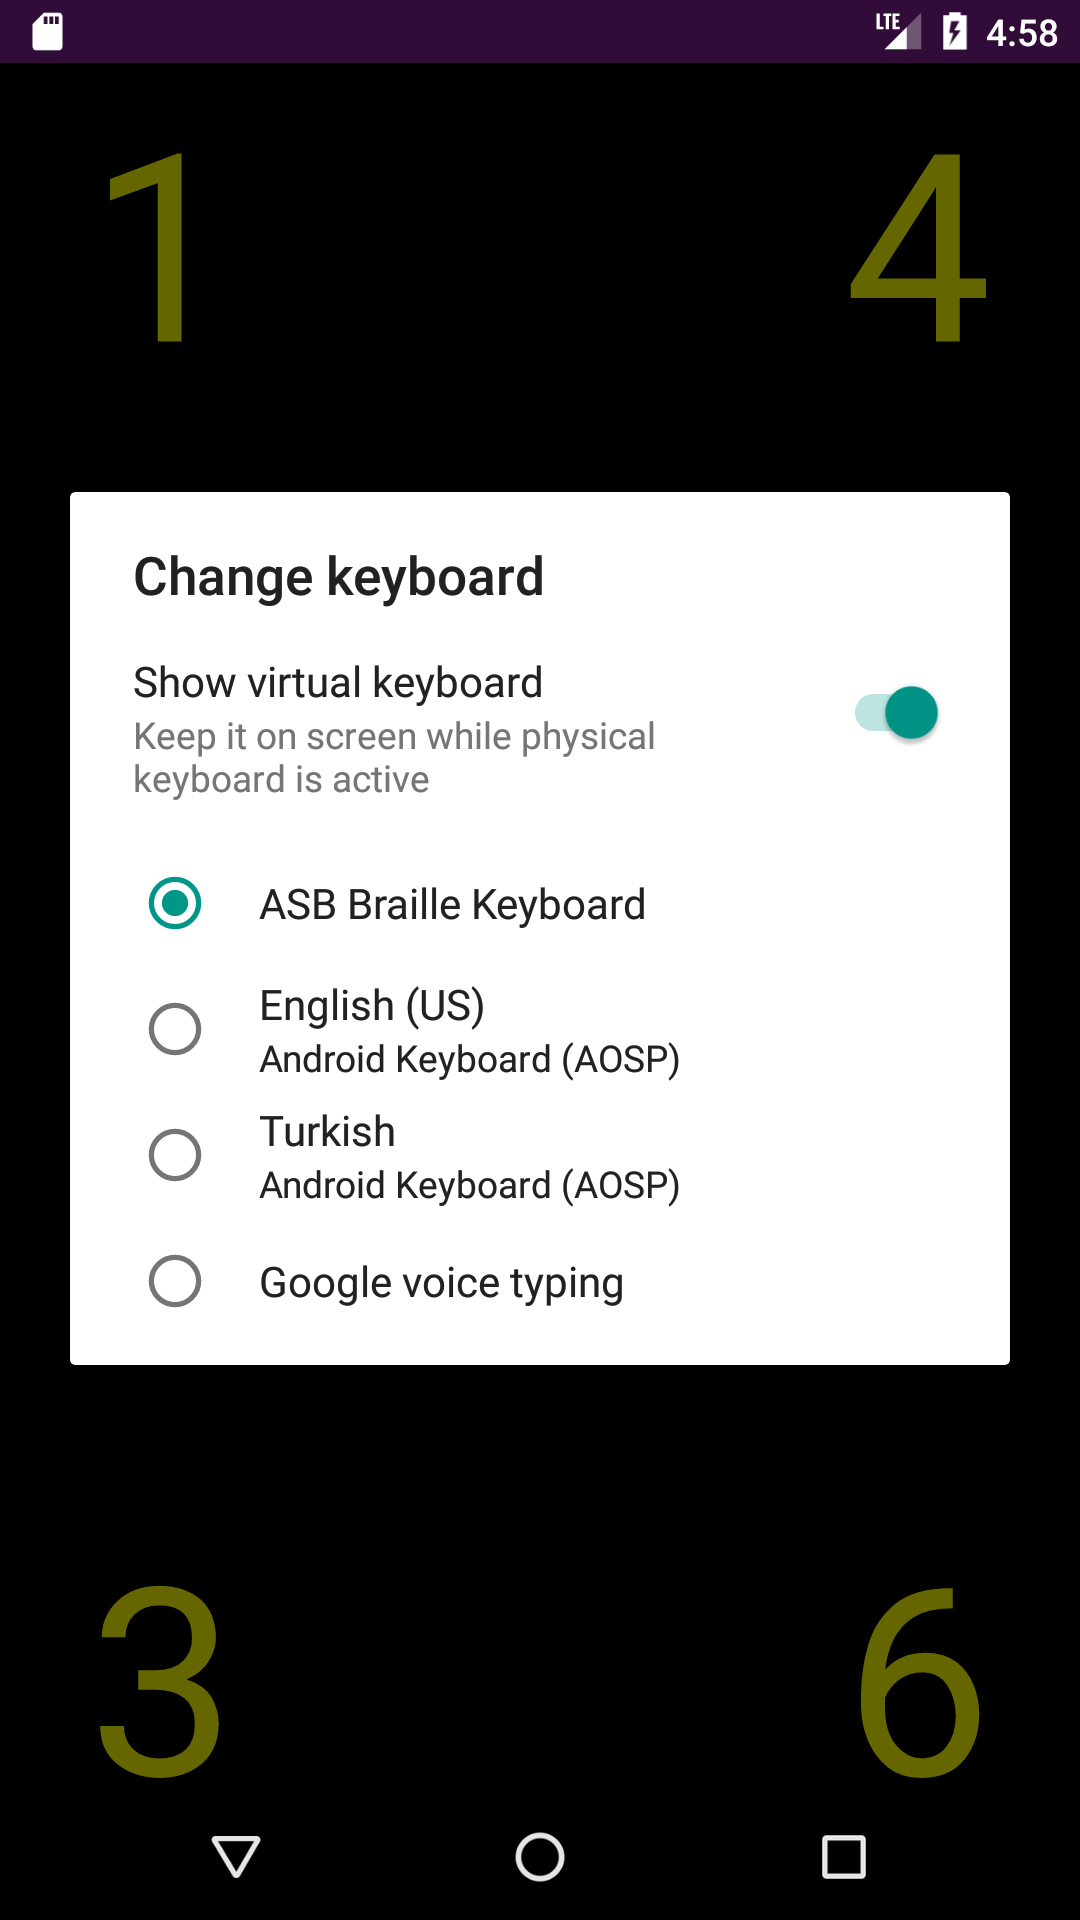 LTE 4:58
1 4
Change keyboard
Show virtual keyboard
Keep it on screen while physical
keyboard is active
ASB Braille Keyboard
English (US)
Android Keyboard (AOSP)
Turkish
Android Keyboard (AOSP)
Google voice typing
3 6